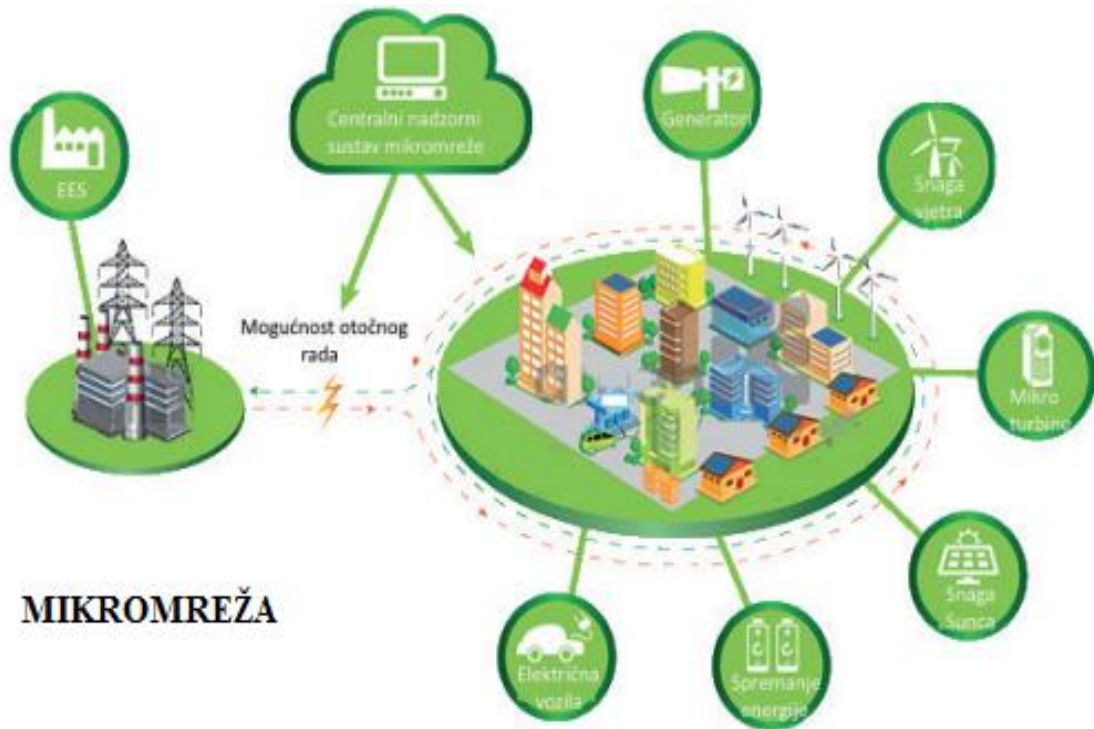 Centralni nadzorni
sustav mikromreže
EES
Generatori
Snaga
vjetra
Mogućnost otočnog
rada
Mikro
turbine
Snaga
Sunca
Električna
vozila
Spremanje
energije
MIKROMREŽA